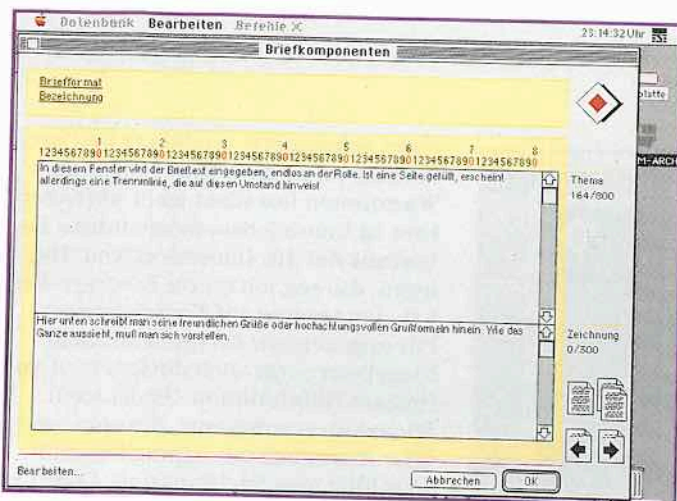 Datenbank Bearbeiten Befehle
23:14:32 Uhr
Briefkomponenten
Briefformat
Bezeichnung
platte
M-ARCH
1 2 3 4 5 6 7 8
12345678901234567890123456789012345678901234567890123456789012345678901234567890
In diesem Fenster wird der Brieftext eingegeben, endlos an der Rolle. Ist eine Seite gefüllt, erscheint
allerdings eine Trennlinie, die auf diesen Umstand hinweist
Thema
164/800
Hier unten schreibt man seine freundlichen Grüße oder hochachtungsvollen Grußformeln hinein. Wie das
Ganze aussieht, muß man sich vorstellen.
Zeichnung
0/300
Bearbeiten...
Abbrechen
OK